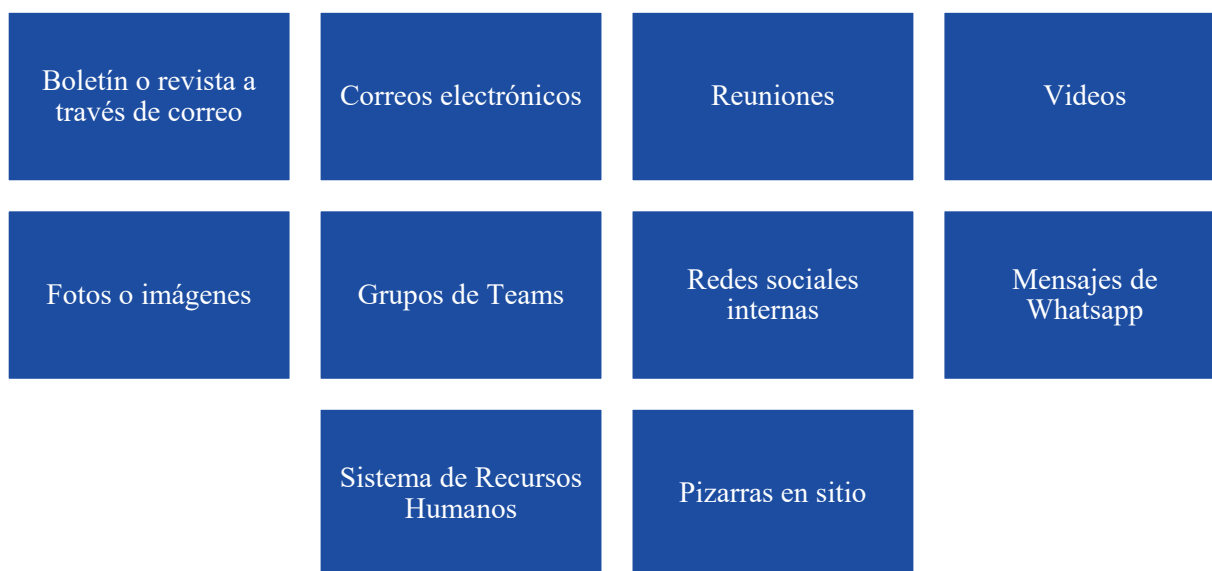 Boletín o revista a
través de correo
Correos electrónicos
Reuniones
Videos
Fotos o imágenes
Grupos de Teams
Redes sociales
internas
Mensajes de
Whatsapp
Sistema de Recursos
Humanos
Pizarras en sitio